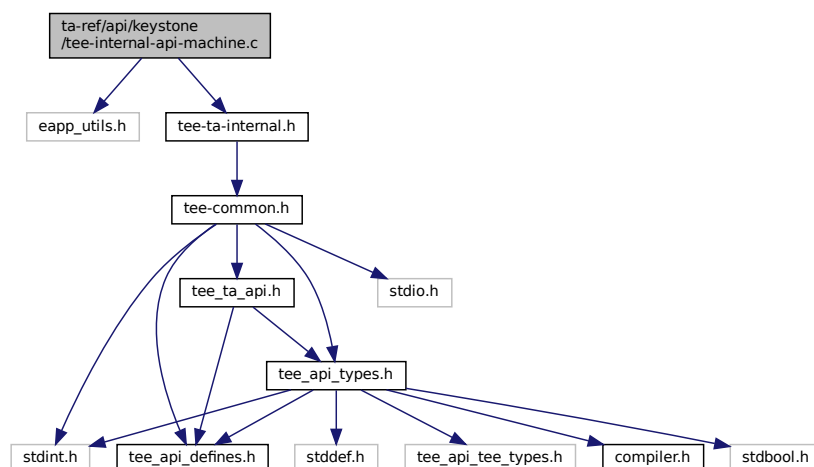 ta-ref/api/keystone
/tee-internal-api-machine.c
eapp_utils.h
tee-ta-internal.h
tee-common.h
tee_ta_api.h
stdio.h
tee_api_types.h
stdint.h
tee_api_defines.h
stddef.h
tee_api_tee_types.h
compiler.h
stdbool.h